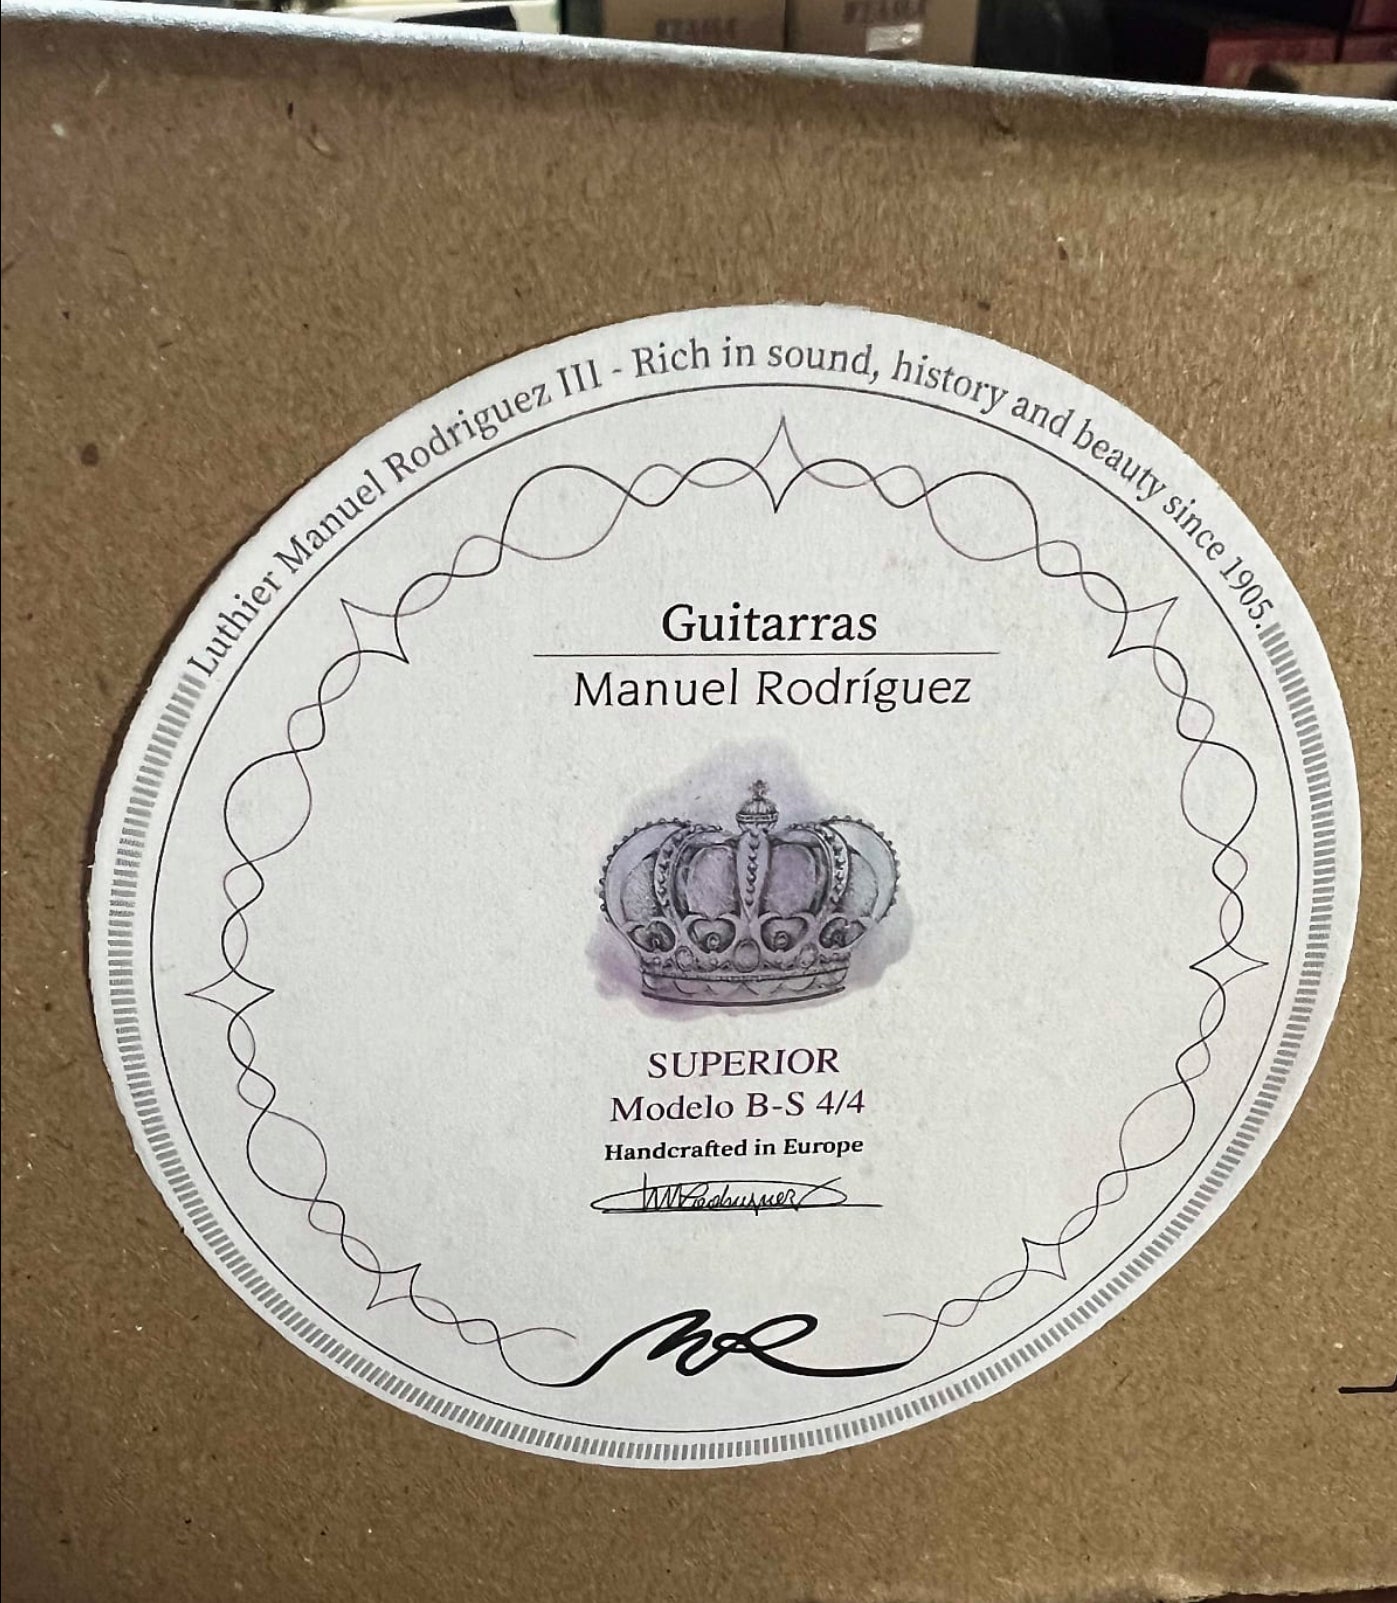 Luthier Manuel Rodriguez III - Rich in sound, history and beauty since 1905.
Guitarras
Manuel Rodríguez
SUPERIOR
Modelo B-S 4/4
Handcrafted in Europe
MR